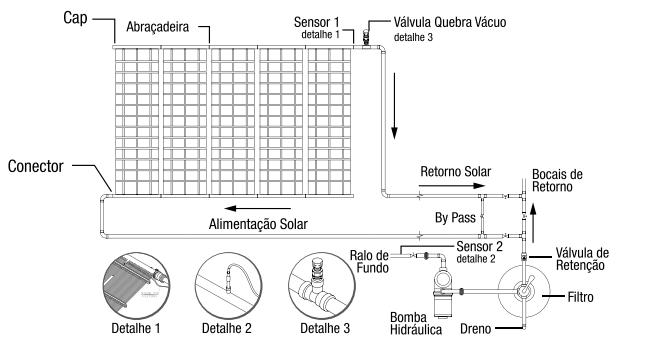 Cap
Abraçadeira
Sensor 1
detalhe 1
Válvula Quebra Vácuo
detalhe 3
Conector
Retorno Solar
Bocais de
Retorno
Alimentação Solar
By Pass
Ralo de
Fundo
Sensor 2
detalhe 2
Válvula de
Retenção
Filtro
Bomba
Hidráulica
Dreno
Detalhe 1
Detalhe 2
Detalhe 3